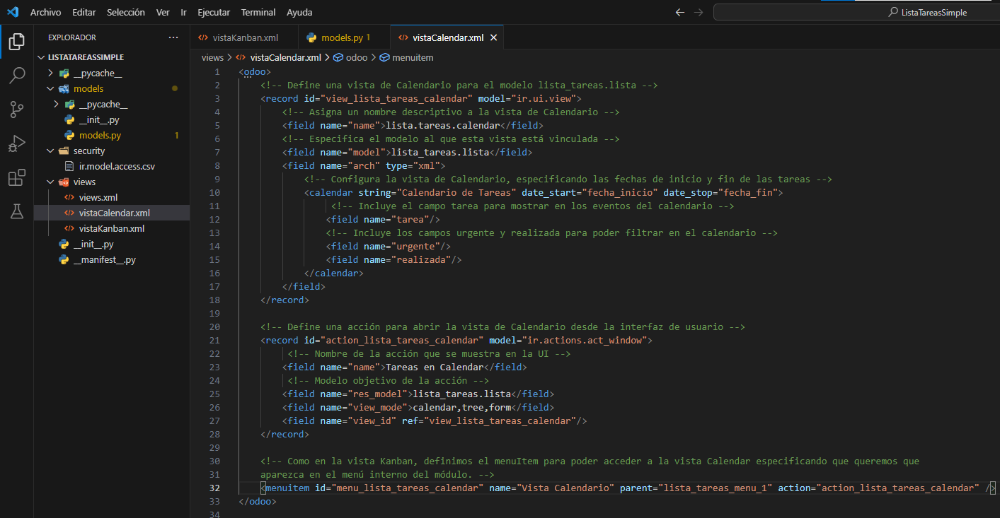 Archivo Editar Selección Ver Ir Ejecutar Terminal Ayuda ListaTareasSimple
EXPLORADOR
LISTATAREASSIMPLE
__pycache__
models
__pycache__
__init__.py
models.py 1
security
ir.model.access.csv
views
views.xml
vistaCalendar.xml
vistaKanban.xml
__init__.py
__manifest__.py
vistaKanban.xml models.py 1 vistaCalendar.xml
views > vistaCalendar.xml > odoo > menuitem
1 <odoo>
2 <!-- Define una vista de Calendario para el modelo lista_tareas.lista -->
3 <record id="view_lista_tareas_calendar" model="ir.ui.view">
4 <!-- Asigna un nombre descriptivo a la vista de Calendario -->
5 <field name="name">lista.tareas.calendar</field>
6 <!-- Especifica el modelo al que esta vista está vinculada -->
7 <field name="model">lista_tareas.lista</field>
8 <field name="arch" type="xml">
9 <!-- Configura la vista de Calendario, especificando las fechas de inicio y fin de las tareas -->
10 <calendar string="Calendario de Tareas" date_start="fecha_inicio" date_stop="fecha_fin">
11 <!-- Incluye el campo tarea para mostrar en los eventos del calendario -->
12 <field name="tarea"/>
13 <!-- Incluye los campos urgente y realizada para poder filtrar en el calendario -->
14 <field name="urgente"/>
15 <field name="realizada"/>
16 </calendar>
17 </field>
18 </record>
19
20 <!-- Define una acción para abrir la vista de Calendario desde la interfaz de usuario -->
21 <record id="action_lista_tareas_calendar" model="ir.actions.act_window">
22 <!-- Nombre de la acción que se muestra en la UI -->
23 <field name="name">Tareas en Calendar</field>
24 <!-- Modelo objetivo de la acción -->
25 <field name="res_model">lista_tareas.lista</field>
26 <field name="view_mode">calendar,tree,form</field>
27 <field name="view_id" ref="view_lista_tareas_calendar"/>
28 </record>
29
30 <!-- Como en la vista Kanban, definimos el menuItem para poder acceder a la vista Calendar especificando que queremos que
31 aparezca en el menú interno del módulo. -->
32 <menuitem id="menu_lista_tareas_calendar" name="Vista Calendario" parent="lista_tareas_menu_1" action="action_lista_tareas_calendar" />
33 </odoo>
34